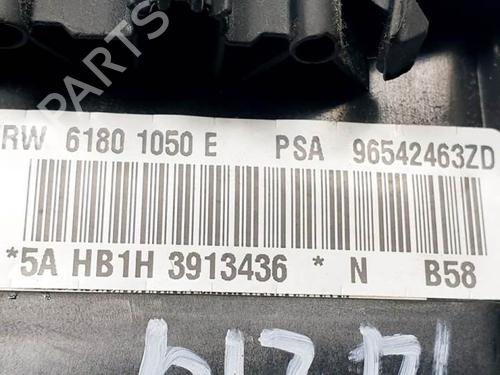 PARTS
RW 6180 1050 E PSA 96542463ZD
*5A HB1H 3913436 * N B58